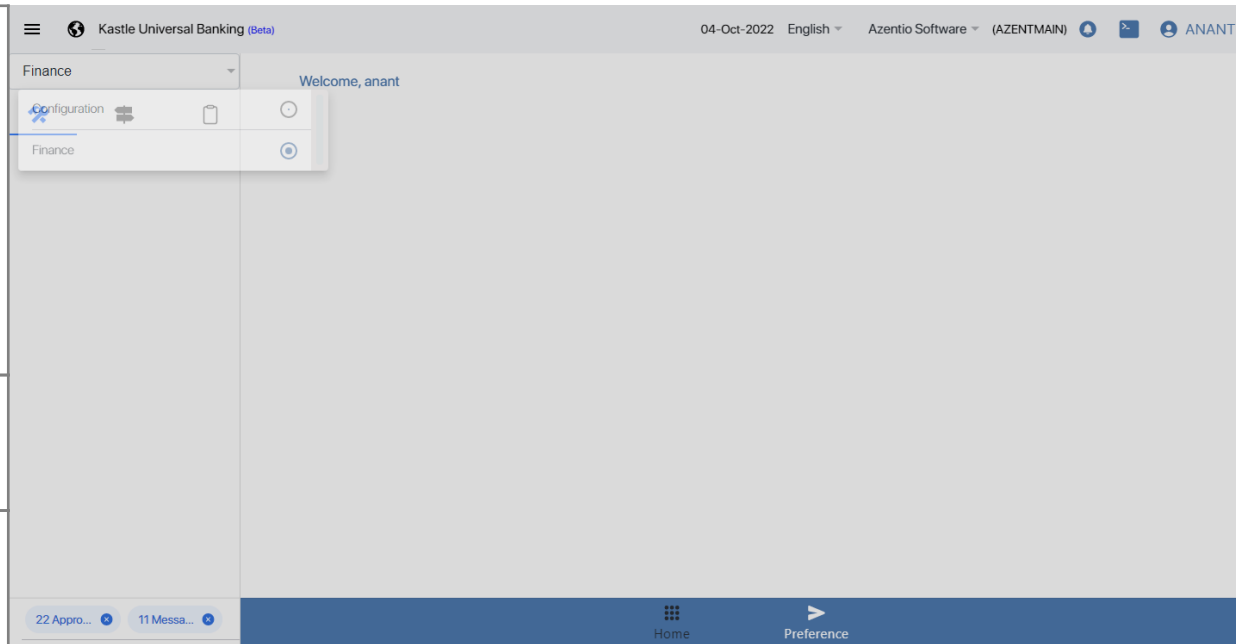 Kastle Universal Banking (Beta)
04-Oct-2022 English Azentio Software (AZENTMAIN) ANANT
Finance
Welcome, anant
Configuration
Finance
22 Appro... 11 Messa...
Home Preference